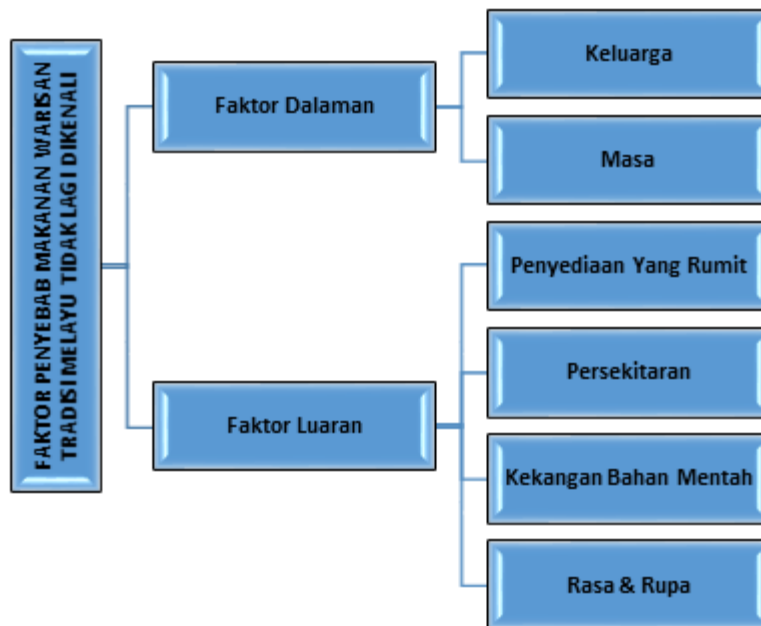 FAKTOR PENYEBAB MAKANAN WARISAN
TRADISI MELAYU TIDAK LAGI DIKENALI
Faktor Dalaman
Keluarga
Masa
Faktor Luaran
Penyediaan Yang Rumit
Persekitaran
Kekangan Bahan Mentah
Rasa & Rupa